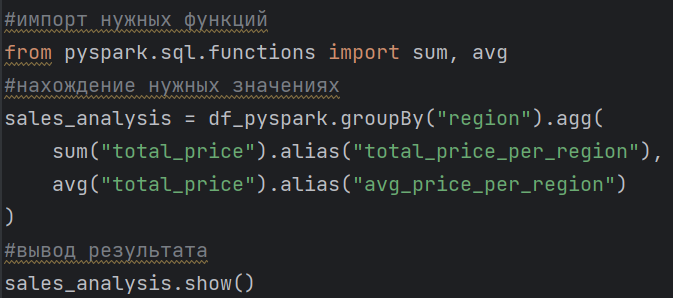 #импорт нужных функций
from pyspark.sql.functions import sum, avg
#нахождение нужных значениях
sales_analysis = df_pyspark.groupBy("region").agg(
    sum("total_price").alias("total_price_per_region"),
    avg("total_price").alias("avg_price_per_region")
)
#вывод результата
sales_analysis.show()